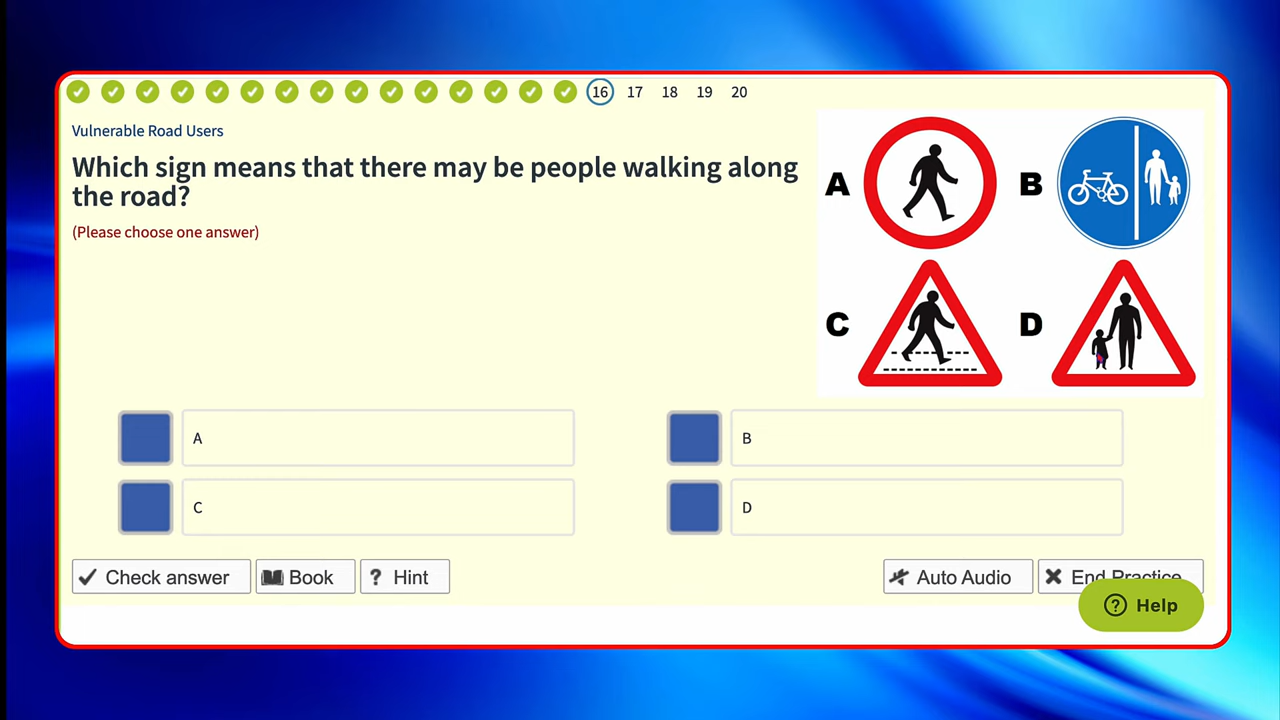 16 17 18 19 20
Vulnerable Road Users
Which sign means that there may be people walking along
the road?
(Please choose one answer)
A
B
C
D
A
B
C
D
Check answer
Book
? Hint
Auto Audio
End Practice
? Help